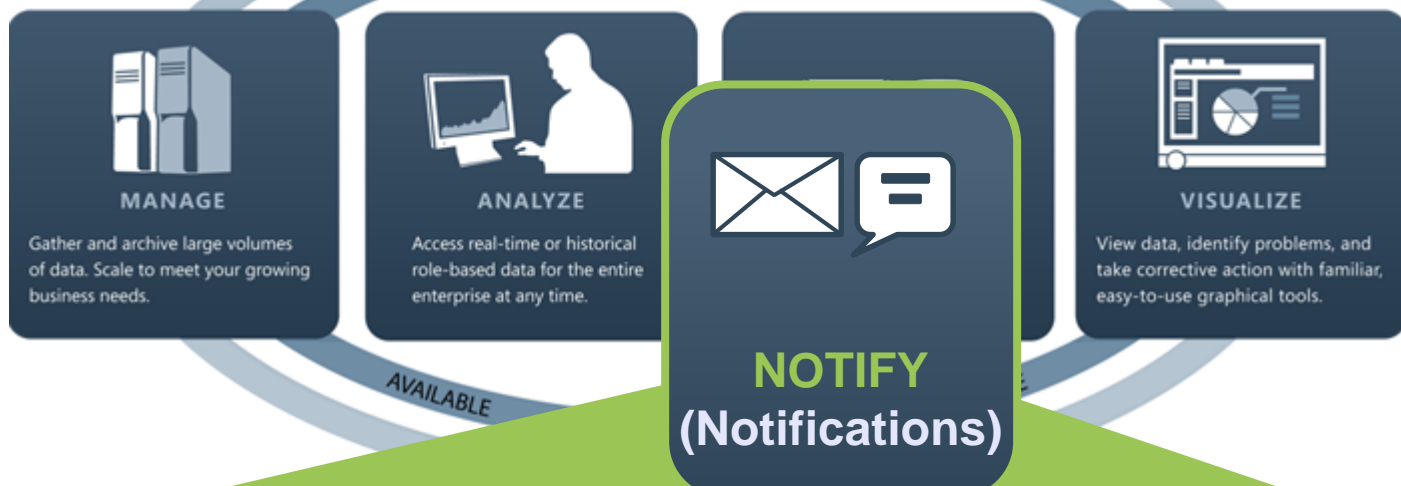 MANAGE
Gather and archive large volumes
of data. Scale to meet your growing
business needs.
ANALYZE
Access real-time or historical
role-based data for the entire
enterprise at any time.
NOTIFY
(Notifications)
VISUALIZE
View data, identify problems, and
take corrective action with familiar,
easy-to-use graphical tools.
AVAILABLE